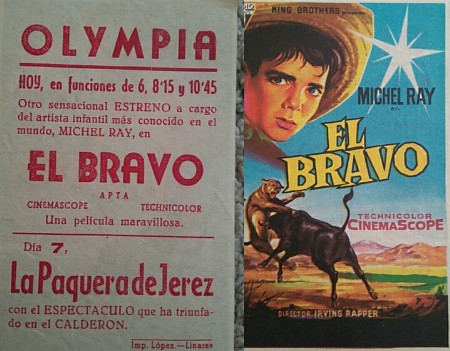 OLYMPIA
HOY, en funciones de 6, 8·15 y 10·45
Otro sensacional ESTRENO a cargo
del artista infantil más conocido en el
mundo, MICHEL RAY, en
EL BRAVO
APTA
CINEMASCOPE TECHNICOLOR
Una película maravillosa.
Día 7,
La Paquera de Jerez
con el ESPECTACULO que ha triunfa-
do en el CALDERON.
Imp. López.—Linares
KING BROTHERS
MICHEL RAY
en
EL
BRAVO
TECHNICOLOR
CINEMASCOPE
DIRECTOR: IRVING RAPPER